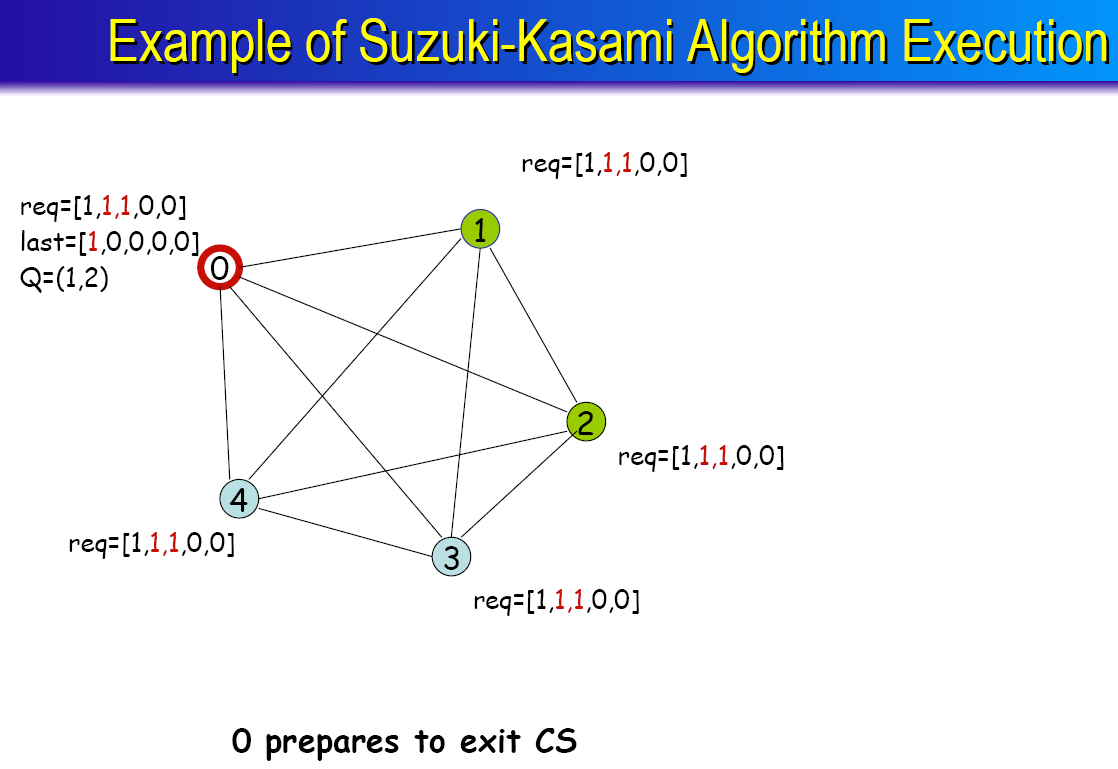 Example of Suzuki-Kasami Algorithm Execution
req=[1,1,1,0,0]
req=[1,1,1,0,0]
last=[1,0,0,0,0]
Q=(1,2)
0
1
2
req=[1,1,1,0,0]
4
req=[1,1,1,0,0]
3
req=[1,1,1,0,0]
0 prepares to exit CS